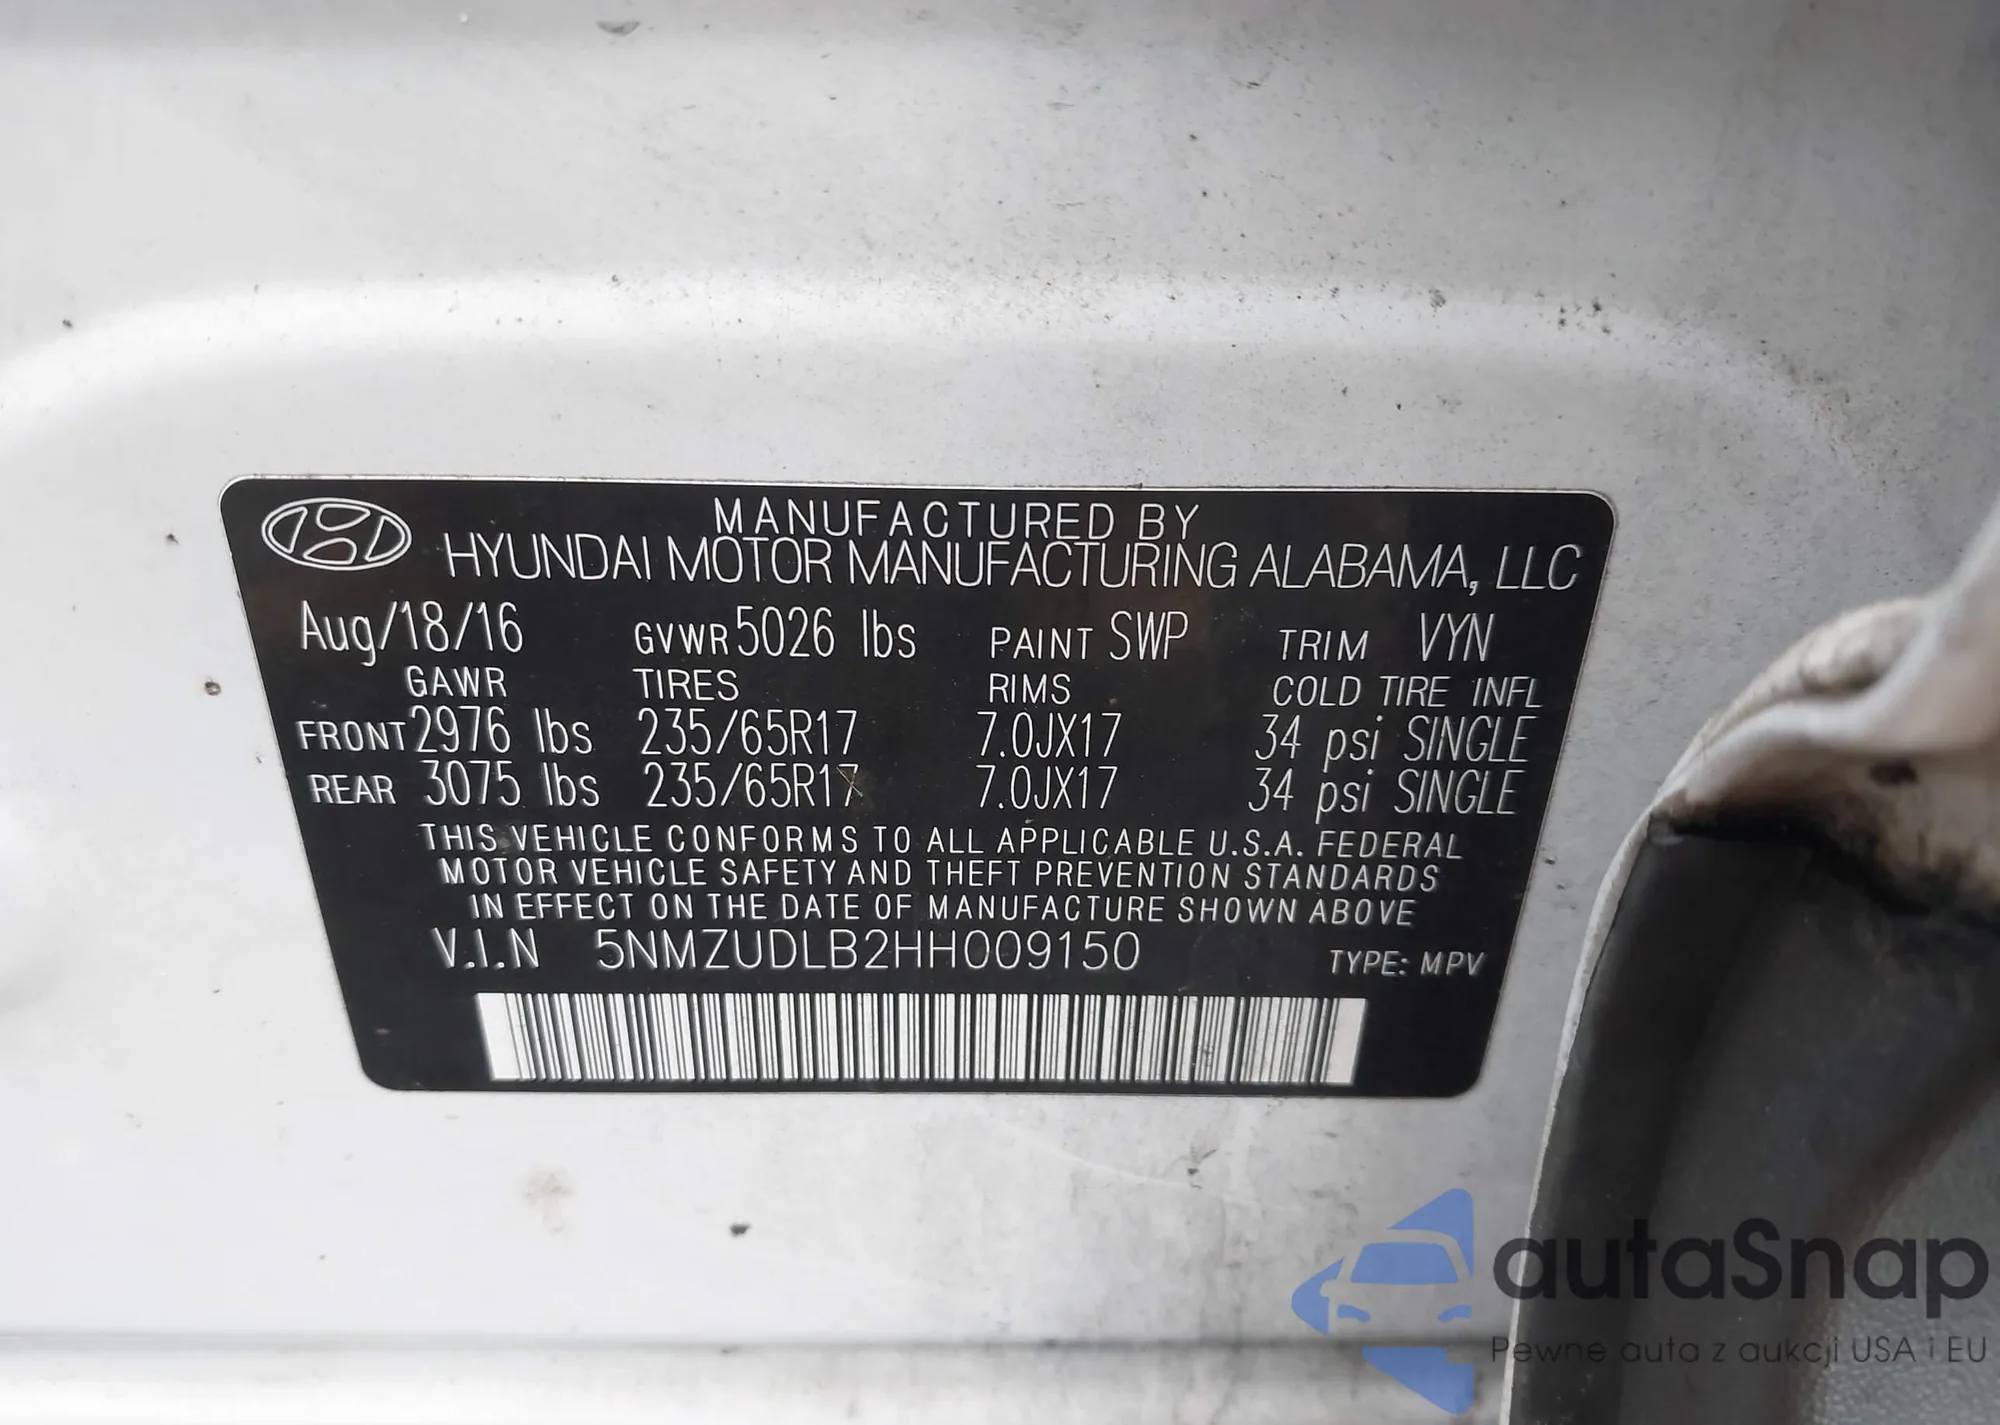 MANUFACTURED BY
HYUNDAI MOTOR MANUFACTURING ALABAMA, LLC
Aug/18/16 GVWR 5026 lbs PAINT SWP TRIM VYN
GAWR TIRES RIMS COLD TIRE INFL
FRONT 2976 lbs 235/65R17 7.0JX17 34 psi SINGLE
REAR 3075 lbs 235/65R17 7.0JX17 34 psi SINGLE
THIS VEHICLE CONFORMS TO ALL APPLICABLE U.S.A. FEDERAL
MOTOR VEHICLE SAFETY AND THEFT PREVENTION STANDARDS
IN EFFECT ON THE DATE OF MANUFACTURE SHOWN ABOVE
V.I.N 5NMZUDLB2HH009150 TYPE: MPV
autaSnap
Pewne auta z aukcji USA i EU